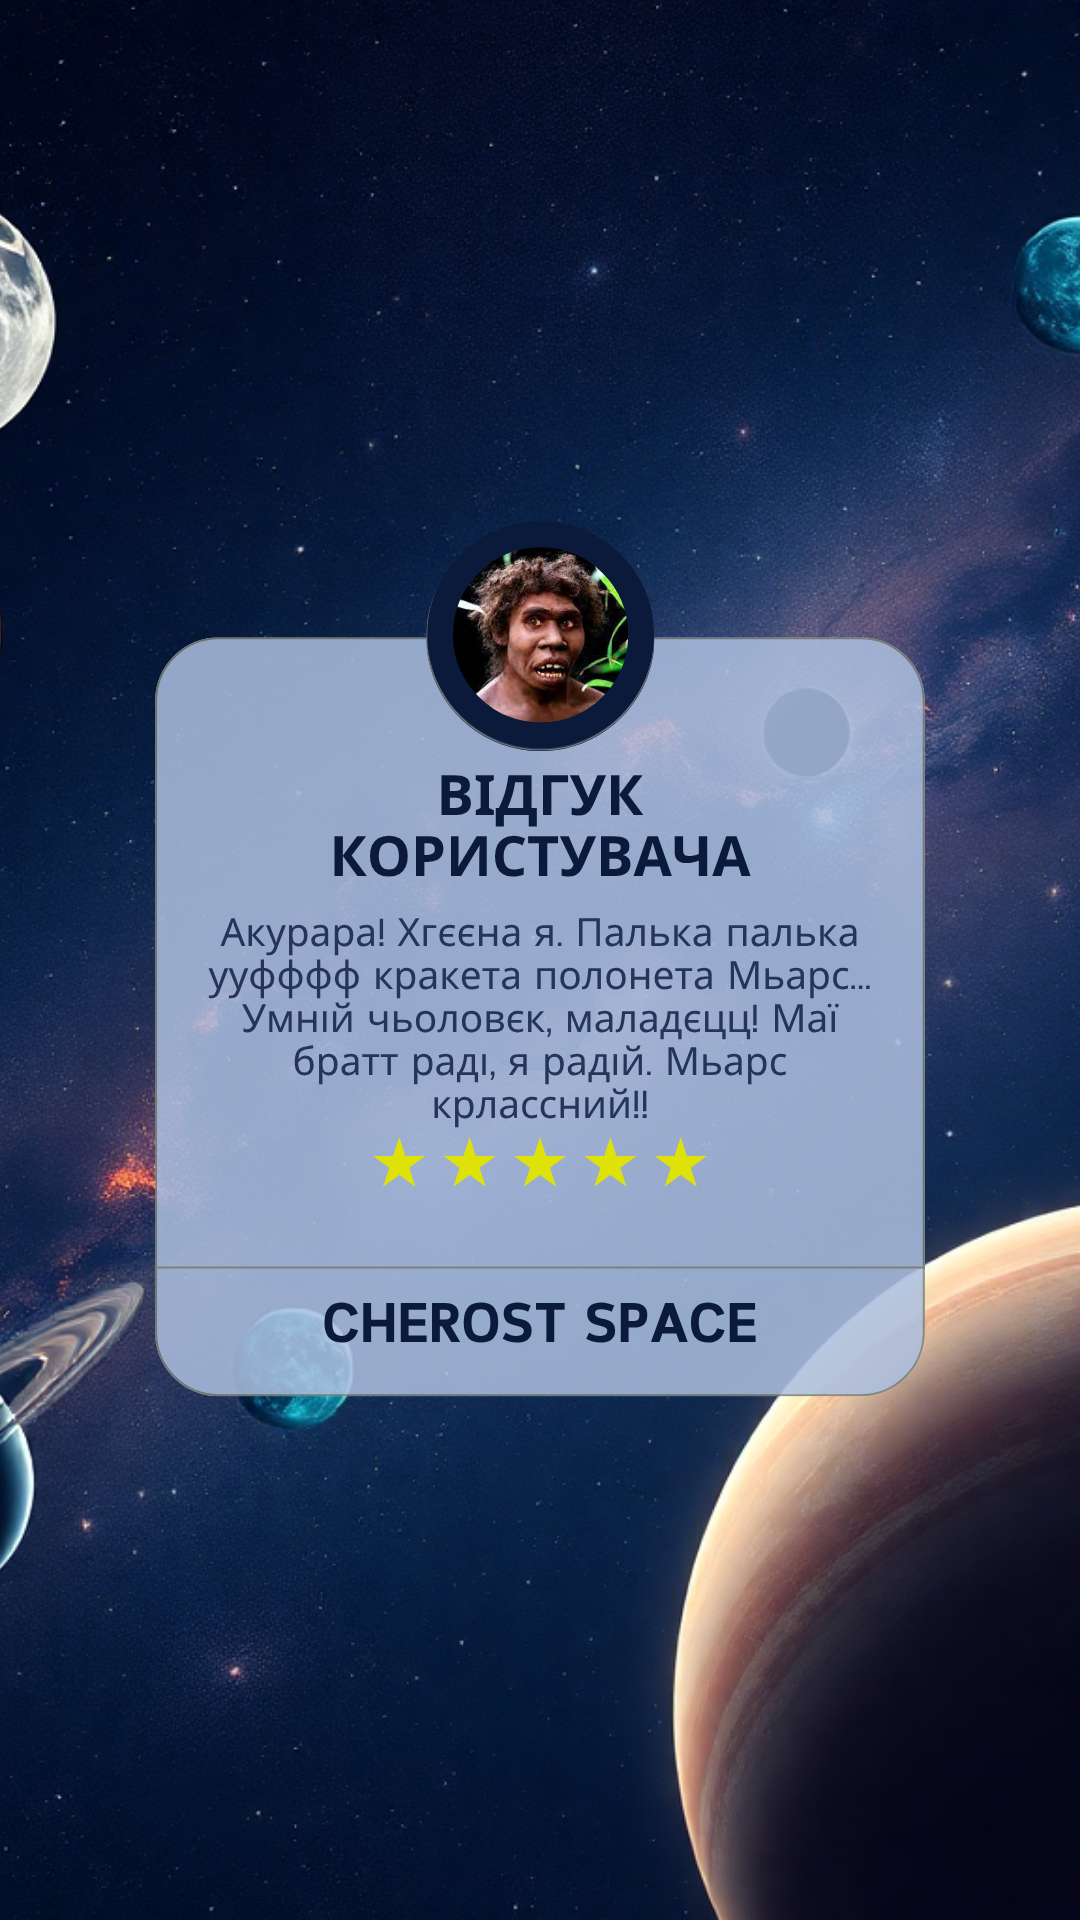 ВІДГУК
КОРИСТУВАЧА
Акурара! Хгєєна я. Палька палька
ууфффф кракета полонета Мьарс...
Умній чьоловєк, маладєцц! Маї
братт раді, я радій. Мьарс
крлассний!!
CHEROST SPACE